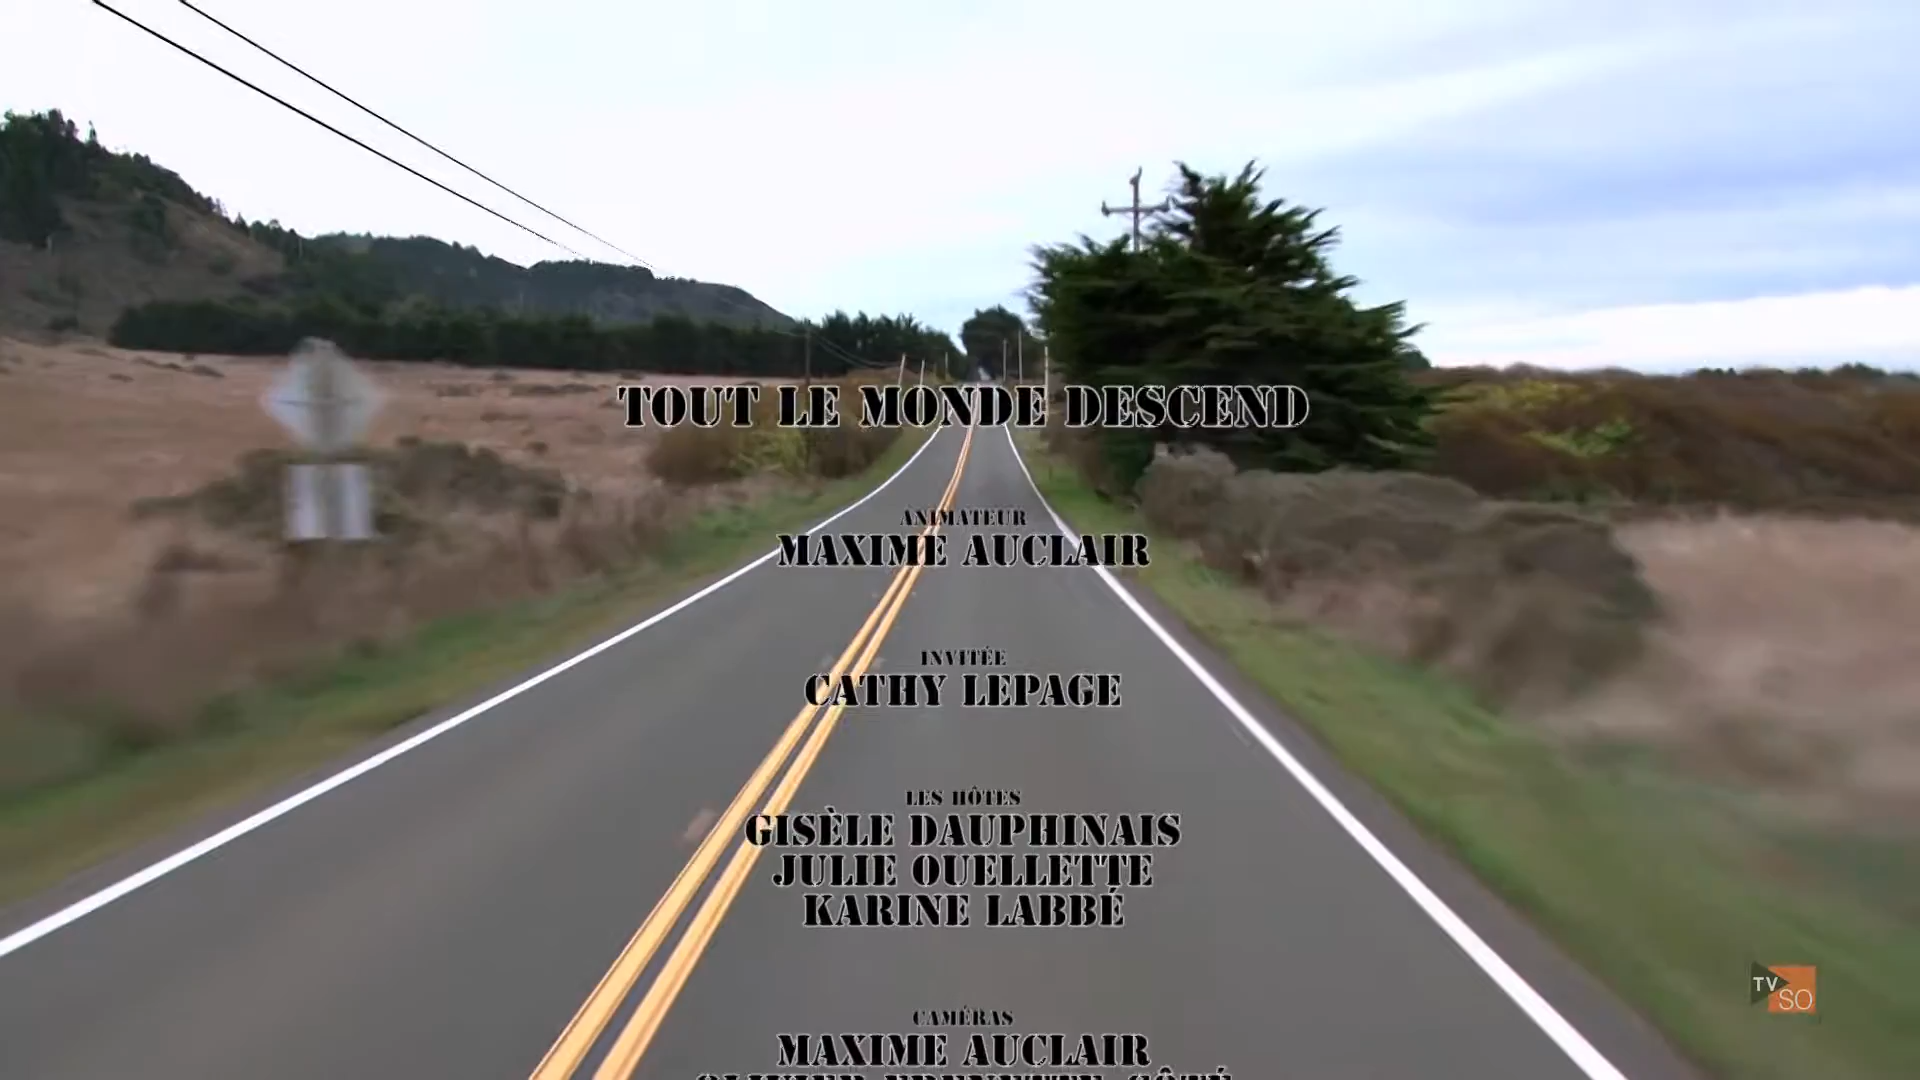 TOUT LE MONDE DESCEND
ANIMATEUR
MAXIME AUCLAIR
INVITÉE
CATHY LEPAGE
LES HÔTES
GISÈLE DAUPHINAIS
JULIE OUELLETTE
KARINE LABBÉ
CAMÉRAS
MAXIME AUCLAIR
TV
SO